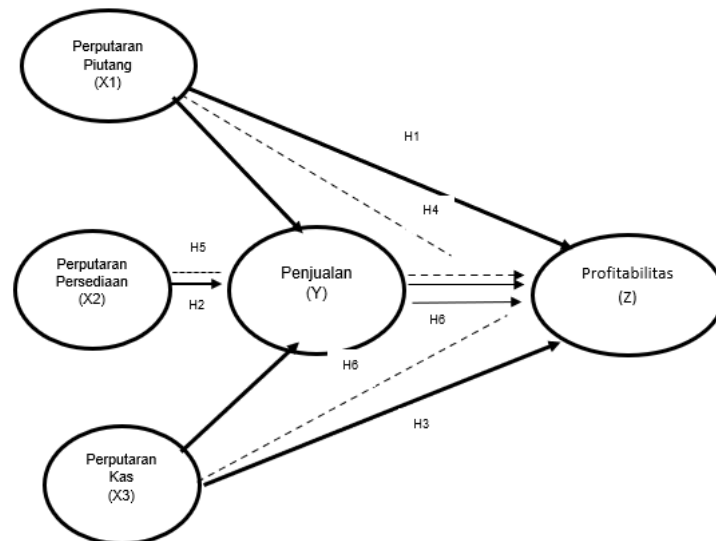 Perputaran
Piutang
(X1)
H1
H4
Perputaran
Persediaan
(X2)
H5
H2
Penjualan
(Y)
H6
H6
Profitabilitas
(Z)
Perputaran
Kas
(X3)
H3